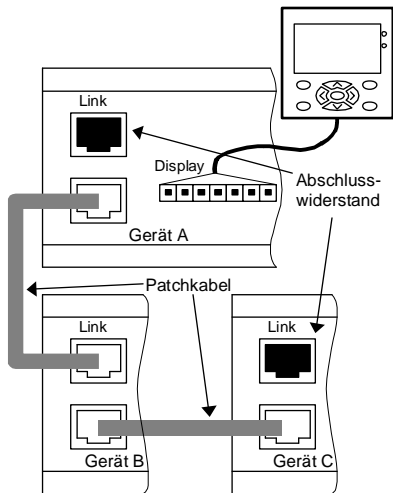 Link
Display
Abschluss-
widerstand
Gerät A
Patchkabel
Link
Link
Gerät B
Gerät C